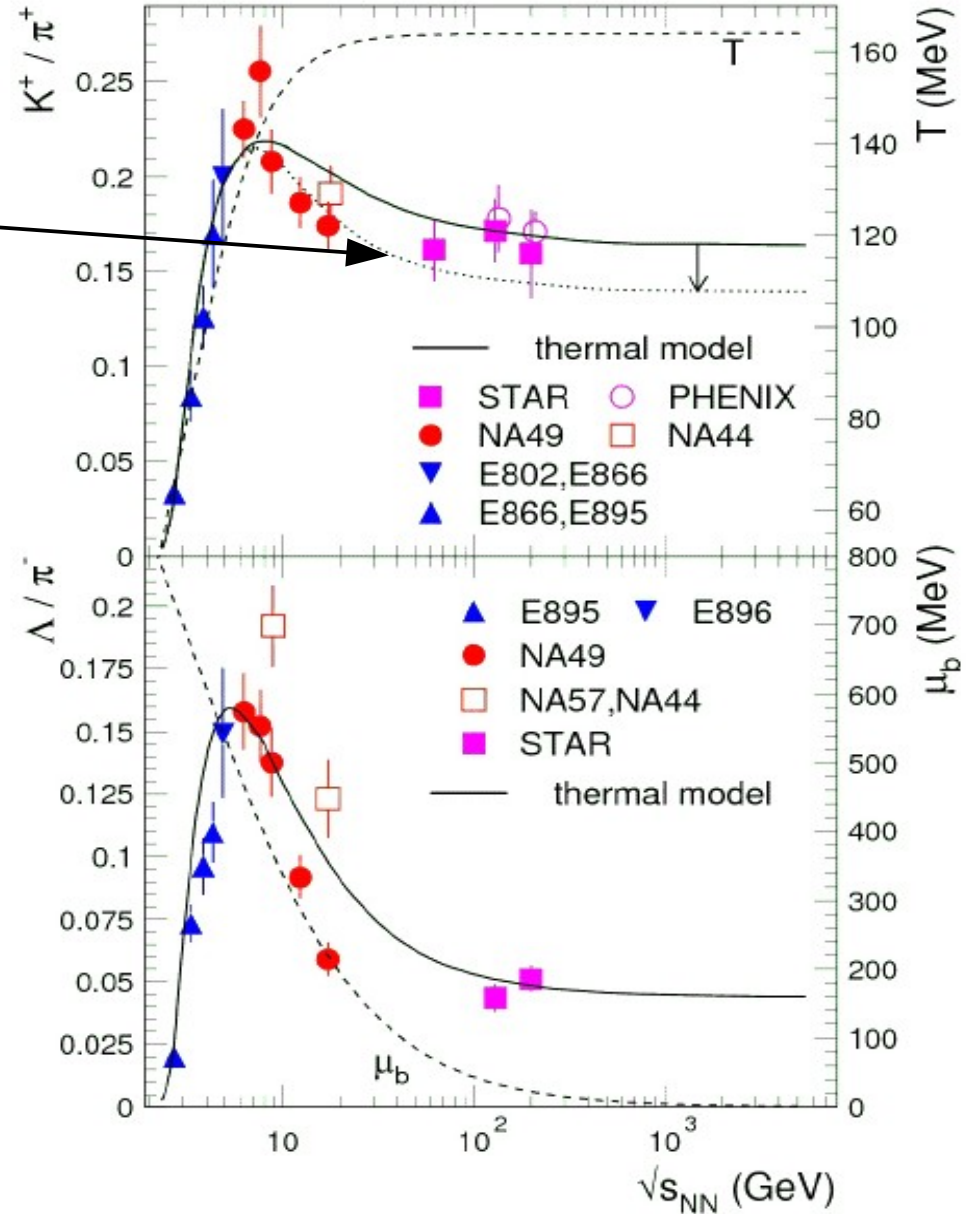 K⁺ / π⁺
T (MeV)
0.25
0.2
0.15
0.1
0.05
0
160
140
120
100
80
60
T
thermal model
STAR PHENIX
NA49 NA44
E802,E866
E866,E895
Λ / π⁻
μb (MeV)
0.2
0.175
0.15
0.125
0.1
0.075
0.05
0.025
0
800
700
600
500
400
300
200
100
0
E895 E896
NA49
NA57,NA44
STAR
thermal model
μb
10 10² 10³
√sNN (GeV)